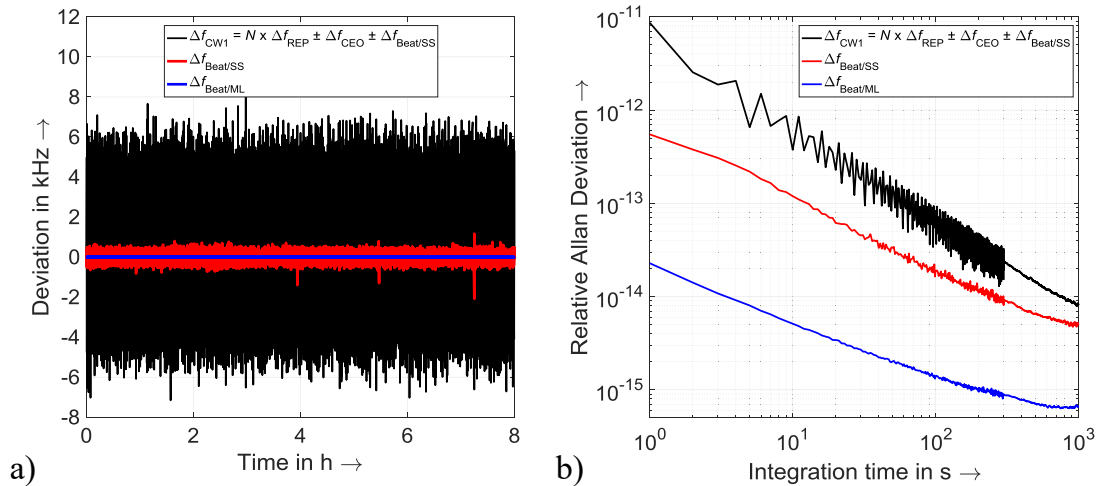 Δf_CW1 = N x Δf_REP ± Δf_CEO ± Δf_Beat/SS
Δf_Beat/SS
Δf_Beat/ML
12
10
8
6
4
2
0
-2
-4
-6
-8
Deviation in kHz →
0 2 4 6 8
Time in h →
a)
Δf_CW1 = N x Δf_REP ± Δf_CEO ± Δf_Beat/SS
Δf_Beat/SS
Δf_Beat/ML
10^-11
10^-12
10^-13
10^-14
10^-15
Relative Allan Deviation →
10^0 10^1 10^2 10^3
Integration time in s →
b)